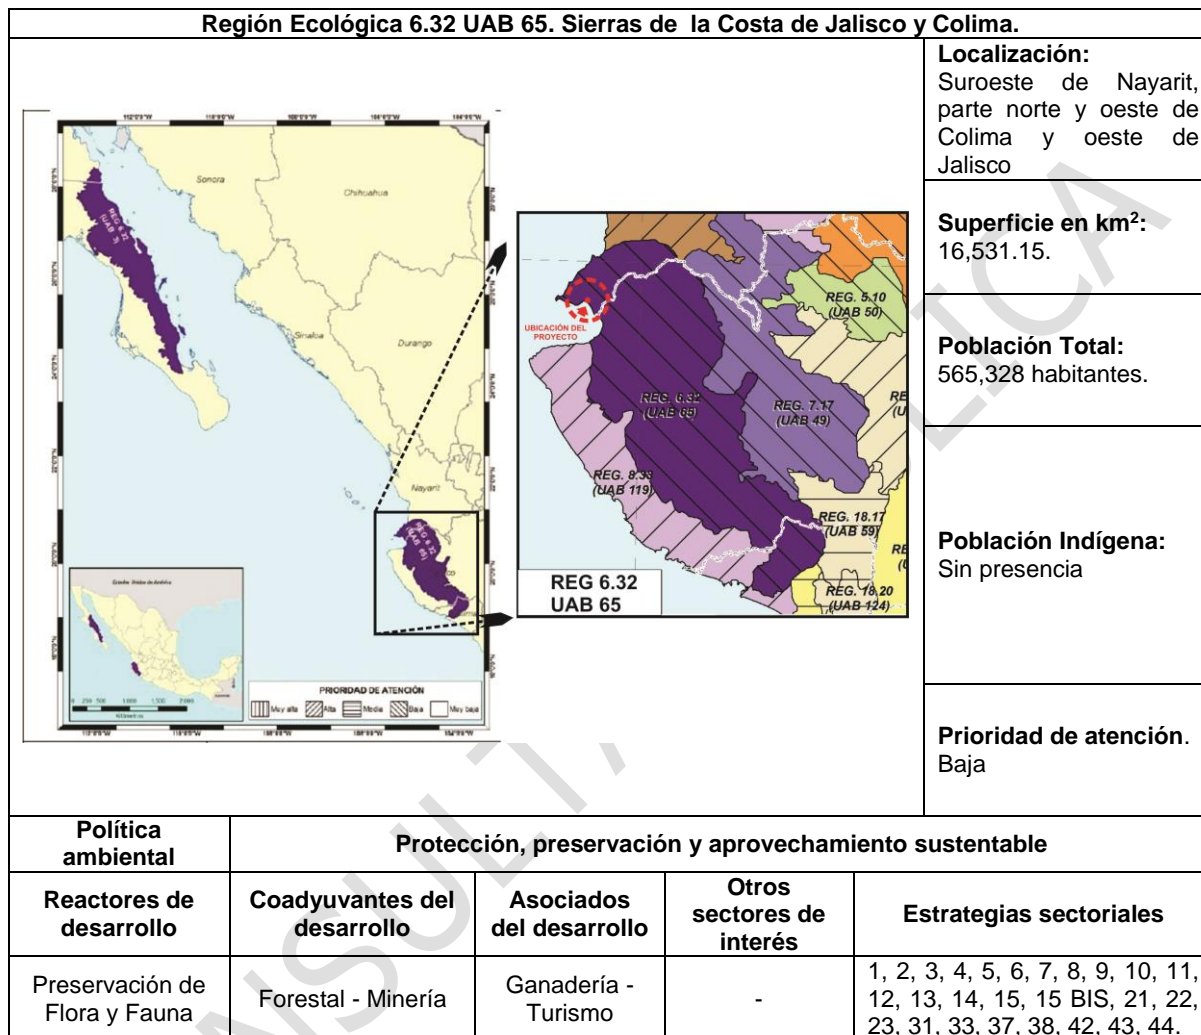 Región Ecológica 6.32 UAB 65. Sierras de la Costa de Jalisco y Colima.
Localización:
Suroeste de Nayarit,
parte norte y oeste de
Colima y oeste de
Jalisco
Superficie en km²:
16,531.15.
Población Total:
565,328 habitantes.
Población Indígena:
Sin presencia
Prioridad de atención.
Baja
Sonora
Chihuahua
Sinaloa
Durango
Nayarit
REG 6.32
REG 6.32
(UAB 65)
PRIORIDAD DE ATENCIÓN
Muy alta
Alta
Media
Baja
Muy baja
UBICACIÓN DEL
PROYECTO
REG. 5.10
(UAB 50)
REG. 6.32
(UAB 65)
REG. 7.17
(UAB 49)
REG. 8.33
(UAB 119)
REG. 18.17
(UAB 59)
REG. 18.20
(UAB 124)
REG 6.32
UAB 65
Política
ambiental
Protección, preservación y aprovechamiento sustentable
Reactores de
desarrollo
Coadyuvantes del
desarrollo
Asociados
del desarrollo
Otros
sectores de
interés
Estrategias sectoriales
Preservación de
Flora y Fauna
Forestal - Minería
Ganadería -
Turismo
-
1, 2, 3, 4, 5, 6, 7, 8, 9, 10, 11,
12, 13, 14, 15, 15 BIS, 21, 22,
23, 31, 33, 37, 38, 42, 43, 44.